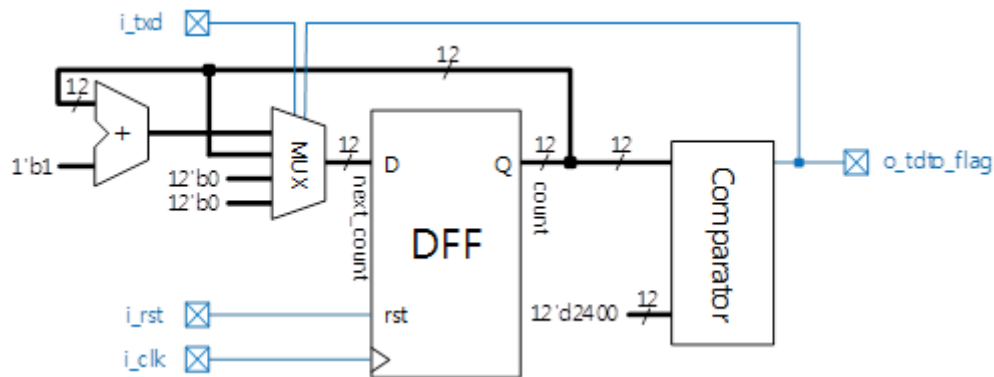 i_txd
12
12
+
1'b1
MUX
12'b0
12'b0
12
next_count
D
Q
DFF
rst
12
count
12
Comparator
12'd2400
12
o_tdto_flag
i_rst
i_clk